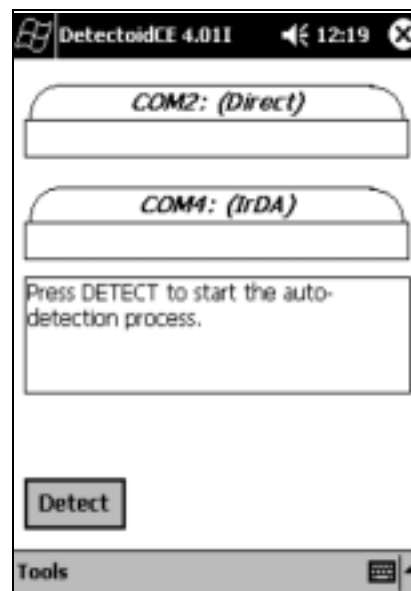 DetectoidCE 4.01I 12:19
COM2: (Direct)
COM4: (IrDA)
Press DETECT to start the auto-
detection process.
Detect
Tools